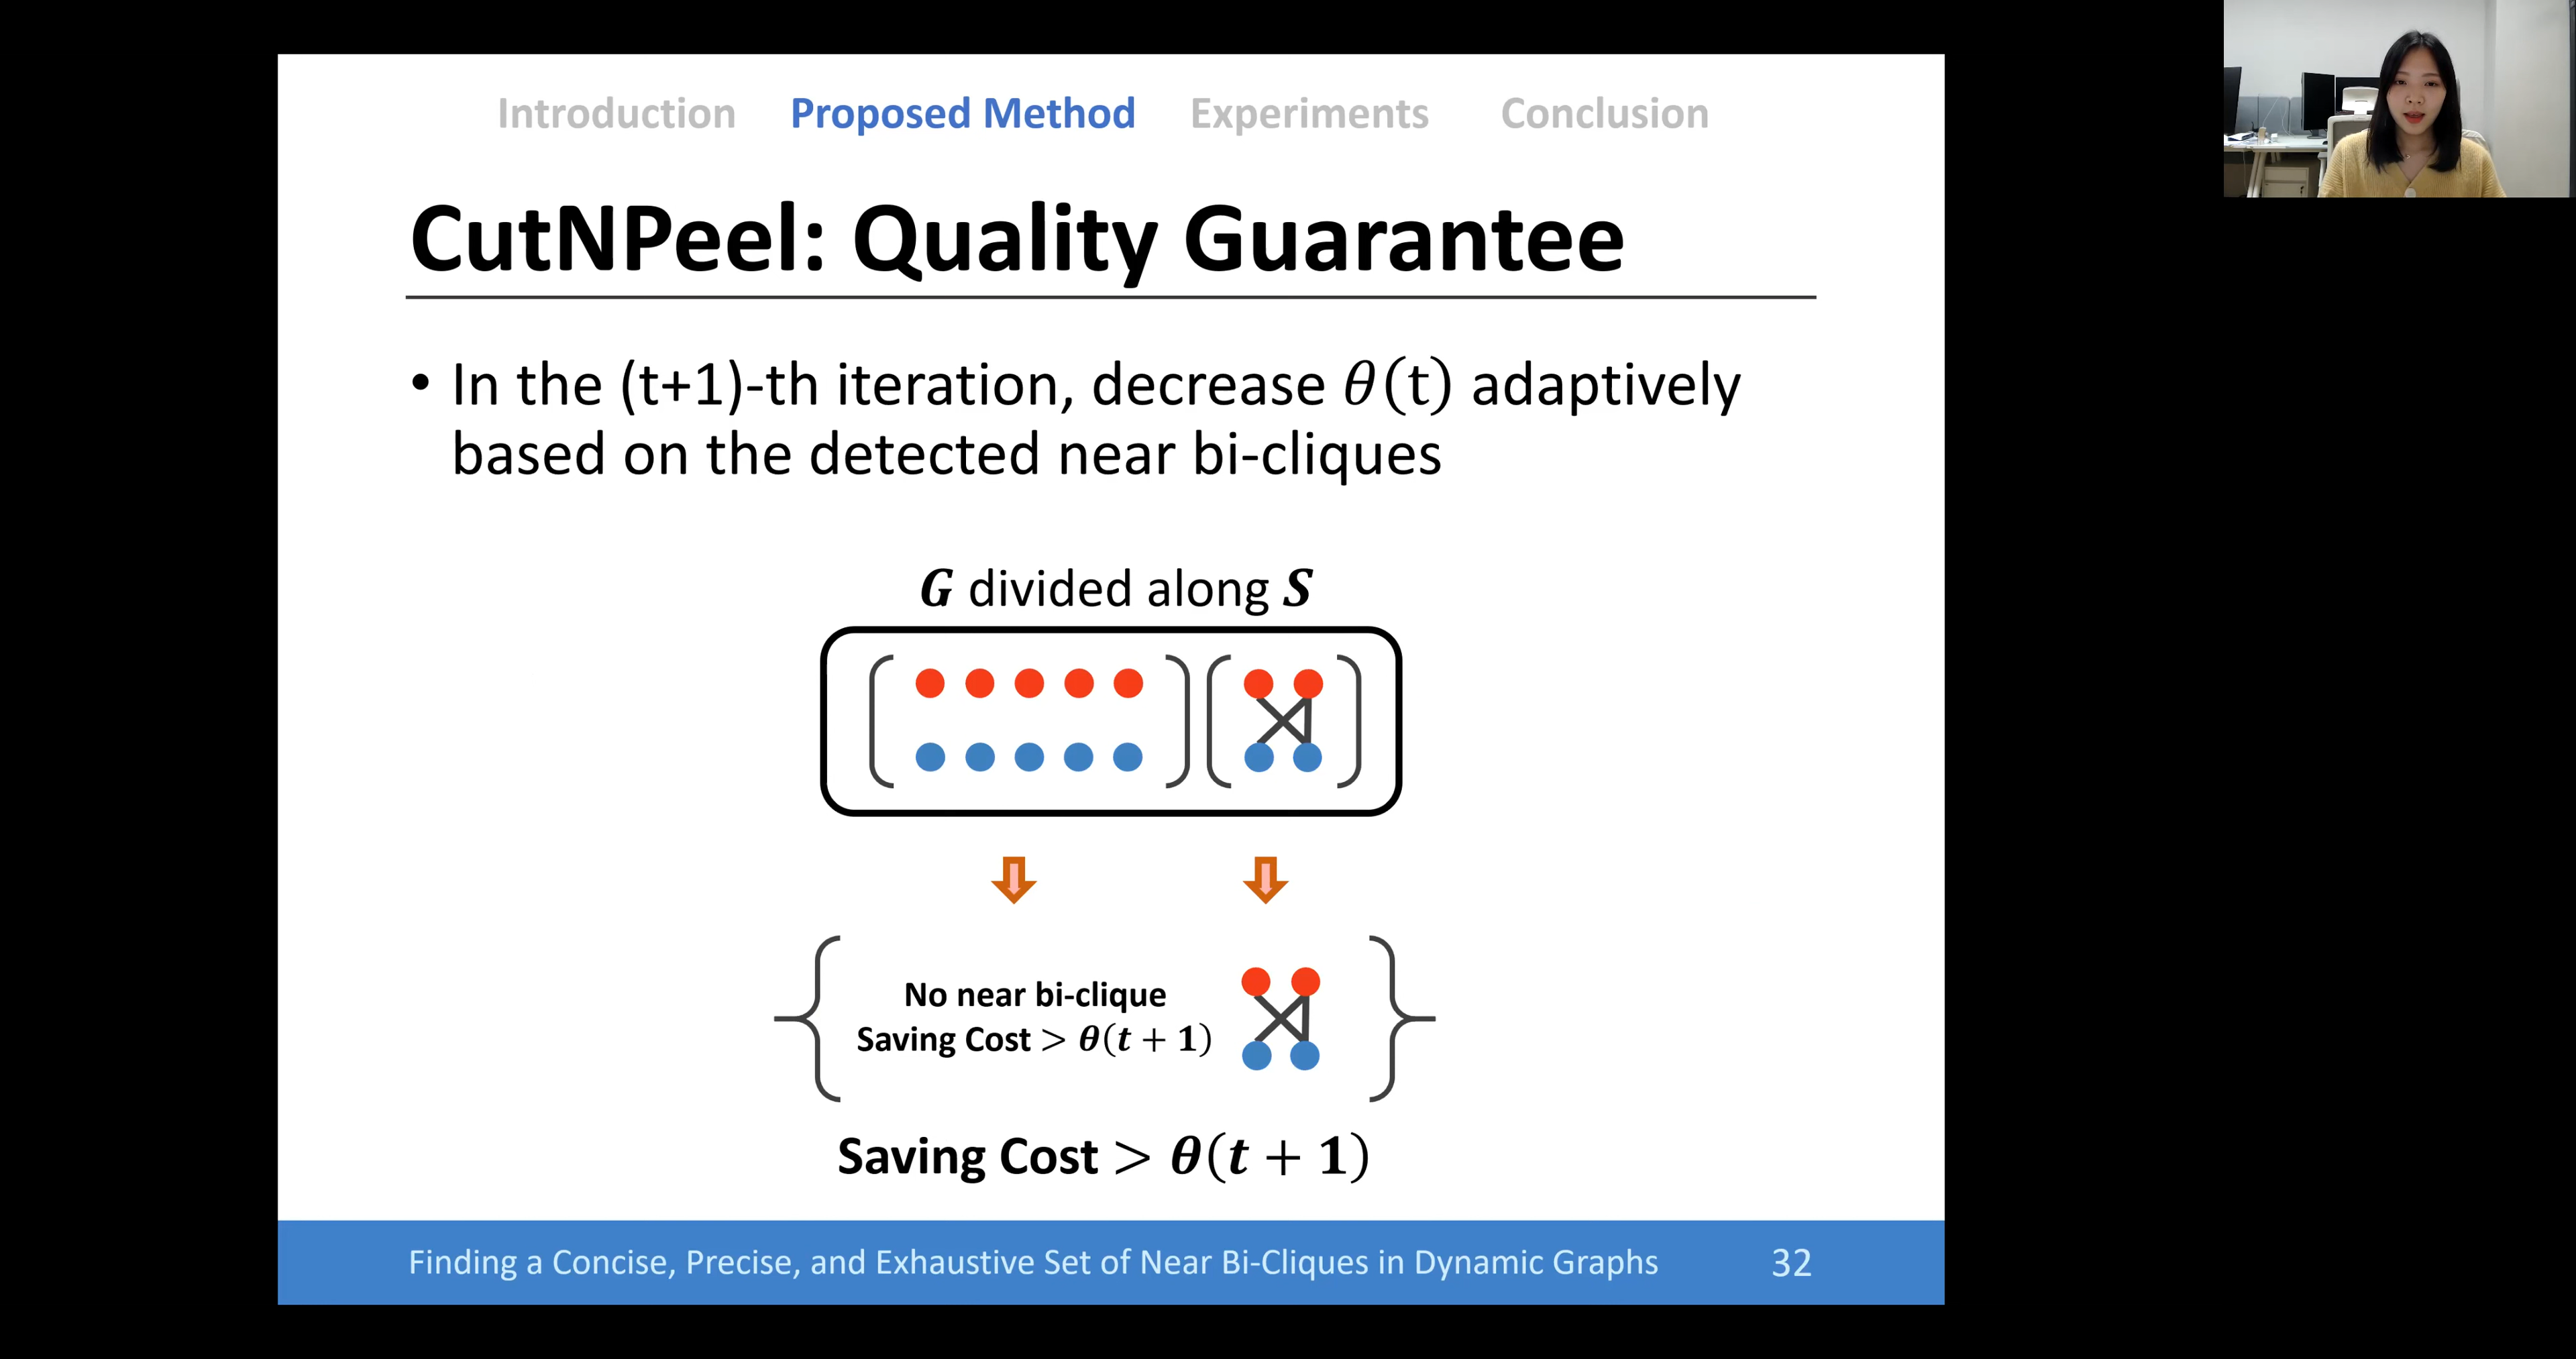 Introduction Proposed Method Experiments Conclusion
CutNPeel: Quality Guarantee
• In the (t+1)-th iteration, decrease θ(t) adaptively
based on the detected near bi-cliques
G divided along S
No near bi-clique
Saving Cost > θ(t + 1)
Saving Cost > θ(t + 1)
Finding a Concise, Precise, and Exhaustive Set of Near Bi-Cliques in Dynamic Graphs 32